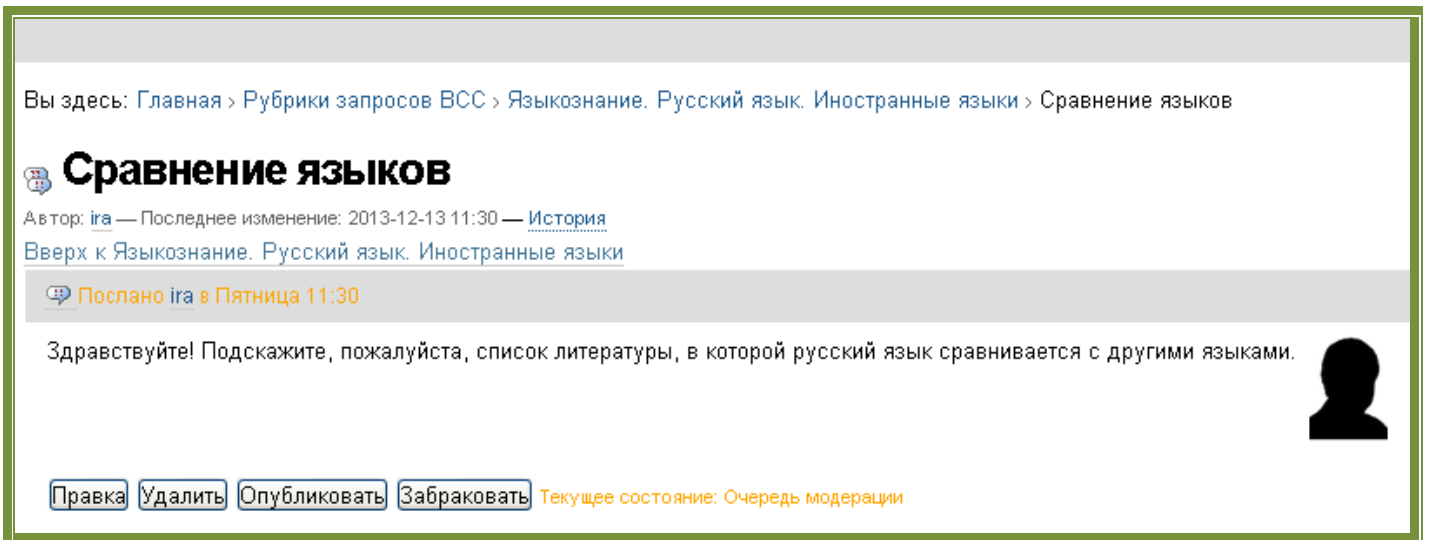 Вы здесь: Главная › Рубрики запросов ВСС › Языкознание. Русский язык. Иностранные языки › Сравнение языков
Сравнение языков
Автор: ira — Последнее изменение: 2013-12-13 11:30 — История
Вверх к Языкознание. Русский язык. Иностранные языки
Послано ira в Пятница 11:30
Здравствуйте! Подскажите, пожалуйста, список литературы, в которой русский язык сравнивается с другими языками.
Правка Удалить Опубликовать Забраковать Текущее состояние: Очередь модерации